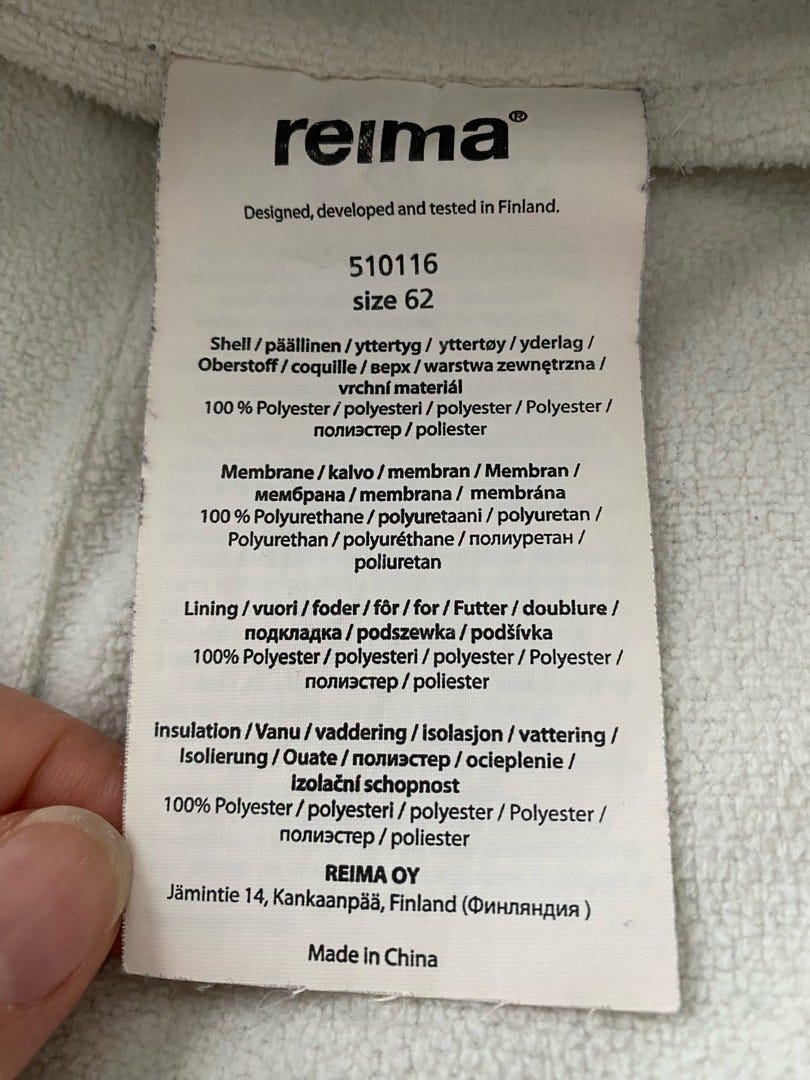 reima®
Designed, developed and tested in Finland.
510116
size 62
Shell / päällinen / yttertyg / yttertøy / yderlag /
Oberstoff / coquille / верх / warstwa zewnętrzna /
vrchní materiál
100 % Polyester / polyesteri / polyester / Polyester /
полиэстер / poliester
Membrane / kalvo / membran / Membran /
мембрана / membrana / membrána
100 % Polyurethane / polyuretaani / polyuretan /
Polyurethan / polyuréthane / полиуретан /
poliuretan
Lining / vuori / foder / fôr / for / Futter / doublure /
подкладка / podszewka / podšívka
100% Polyester / polyesteri / polyester / Polyester /
полиэстер / poliester
insulation / Vanu / vaddering / isolasjon / vattering /
Isolierung / Ouate / полиэстер / ocieplenie /
izolační schopnost
100% Polyester / polyesteri / polyester / Polyester /
полиэстер / poliester
REIMA OY
Jämintie 14, Kankaanpää, Finland (Финляндия )
Made in China